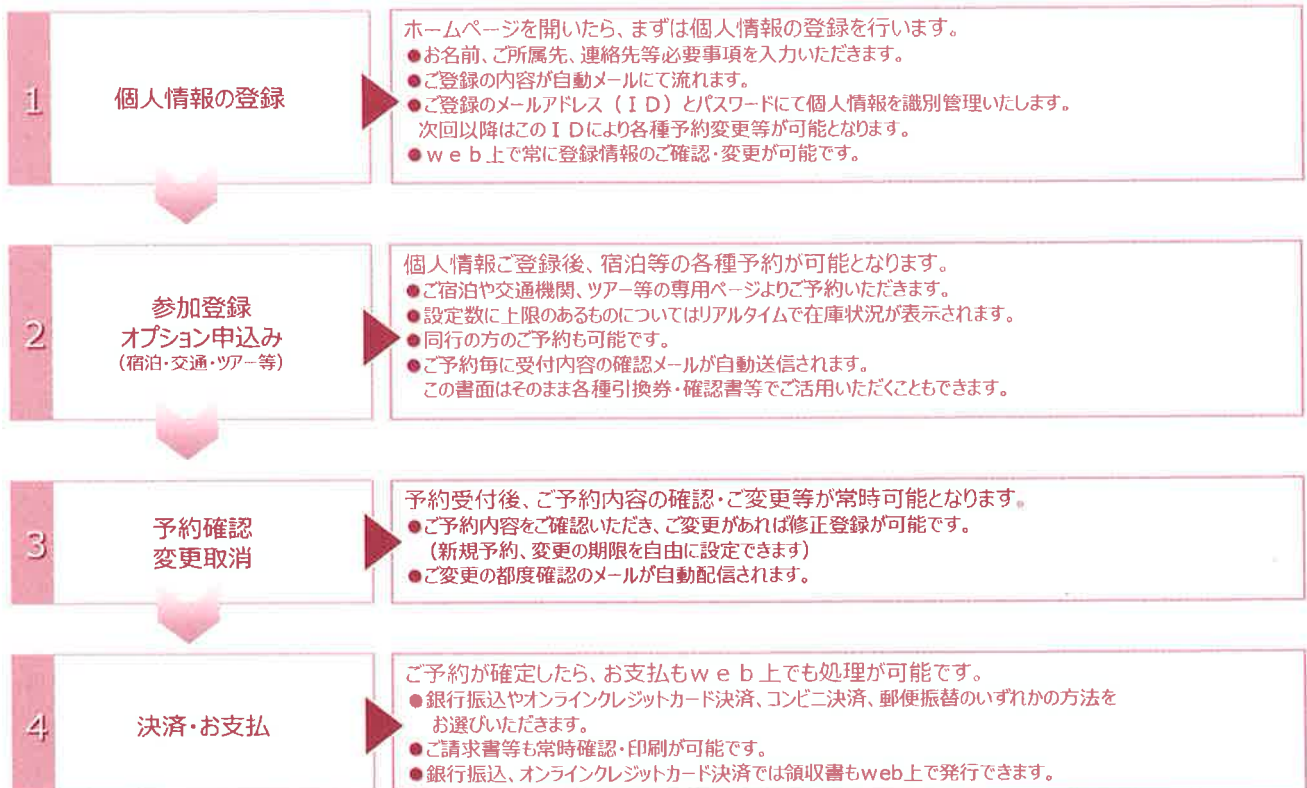 1
個人情報の登録
ホームページを開いたら、まずは個人情報の登録を行います。
●お名前、ご所属先、連絡先等必要事項を入力いただきます。
●ご登録の内容が自動メールにて流れます。
●ご登録のメールアドレス（ＩＤ）とパスワードにて個人情報を識別管理いたします。
次回以降はこのＩＤにより各種予約変更等が可能となります。
●ｗｅｂ上で常に登録情報のご確認・変更が可能です。
2
参加登録
オプション申込み
（宿泊・交通・ツアー等）
個人情報ご登録後、宿泊等の各種予約が可能となります。
●ご宿泊や交通機関、ツアー等の専用ページよりご予約いただきます。
●設定数に上限のあるものについてはリアルタイムで在庫状況が表示されます。
●同行の方のご予約も可能です。
●ご予約毎に受付内容の確認メールが自動送信されます。
この書面はそのまま各種引換券・確認書等でご活用いただくこともできます。
3
予約確認
変更取消
予約受付後、ご予約内容の確認・ご変更等が常時可能となります。
●ご予約内容をご確認いただき、ご変更があれば修正登録が可能です。
（新規予約、変更の期限を自由に設定できます）
●ご変更の都度確認のメールが自動配信されます。
4
決済・お支払
ご予約が確定したら、お支払もｗｅｂ上でも処理が可能です。
●銀行振込やオンラインクレジットカード決済、コンビニ決済、郵便振替のいずれかの方法を
お選びいただきます。
●ご請求書等も常時確認・印刷が可能です。
●銀行振込、オンラインクレジットカード決済では領収書もweb上で発行できます。